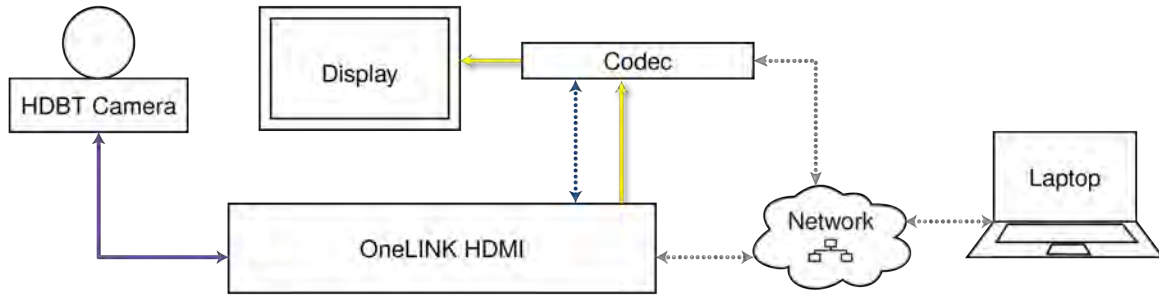 Display
Codec
HDBT Camera
Laptop
Network
OneLINK HDMI